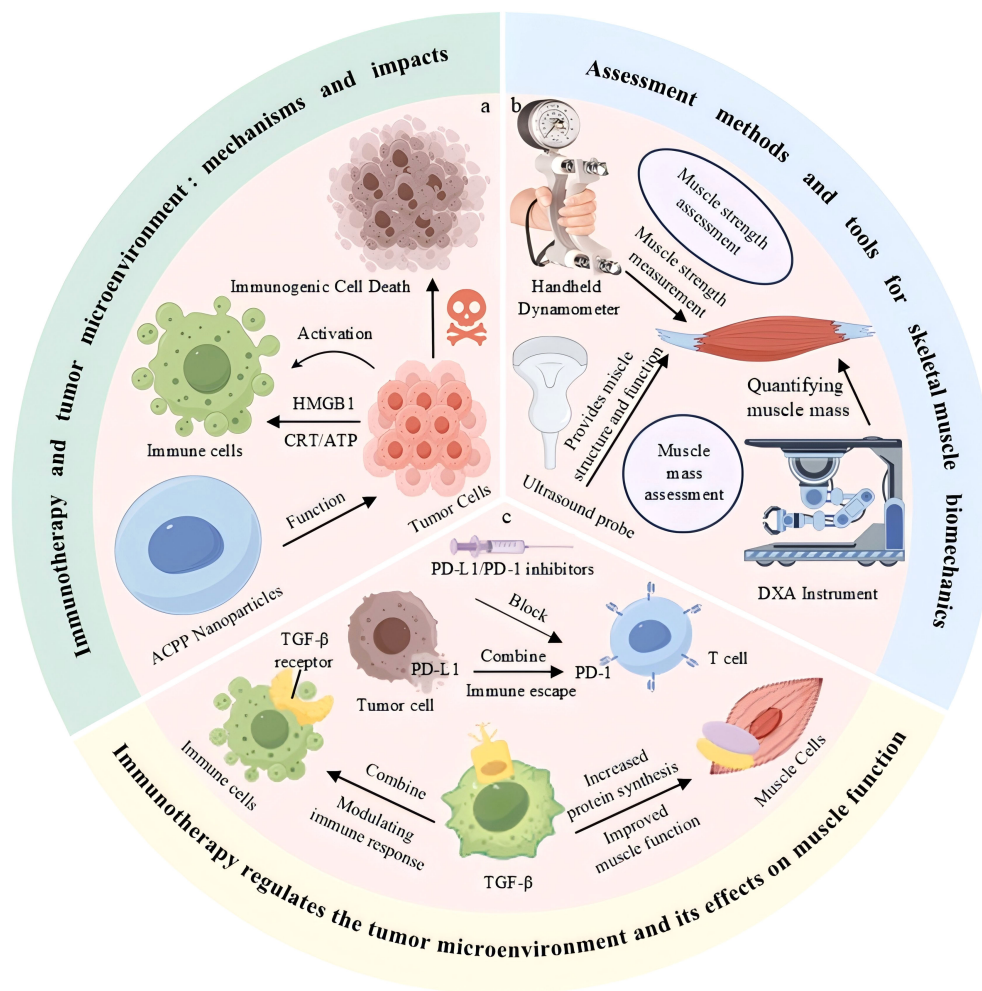 Immunotherapy and tumor microenvironment: mechanisms and impacts
a
Immunogenic Cell Death
Activation
HMGB1
CRT/ATP
Immune cells
Tumor Cells
Function
ACPP Nanoparticles
Assessment methods and tools for skeletal muscle biomechanics
b
Muscle strength
assessment
Muscle strength
measurement
Handheld
Dynamometer
Provides miscle
structure and function
Quantifying
muscle mass
Muscle
mass
assessment
Ultrasound probe
DXA Instrument
c
PD-L1/PD-1 inhibitors
Block
PD-L1
Combine
Immune escape
PD-1
T cell
Tumor cell
TGF-β
receptor
Immune cells
Combine
Modulating
immune response
TGF-β
Increased
protein synthesis
Improved
muscle function
Muscle Cells
Immunotherapy regulates the tumor microenvironment and its effects on muscle function